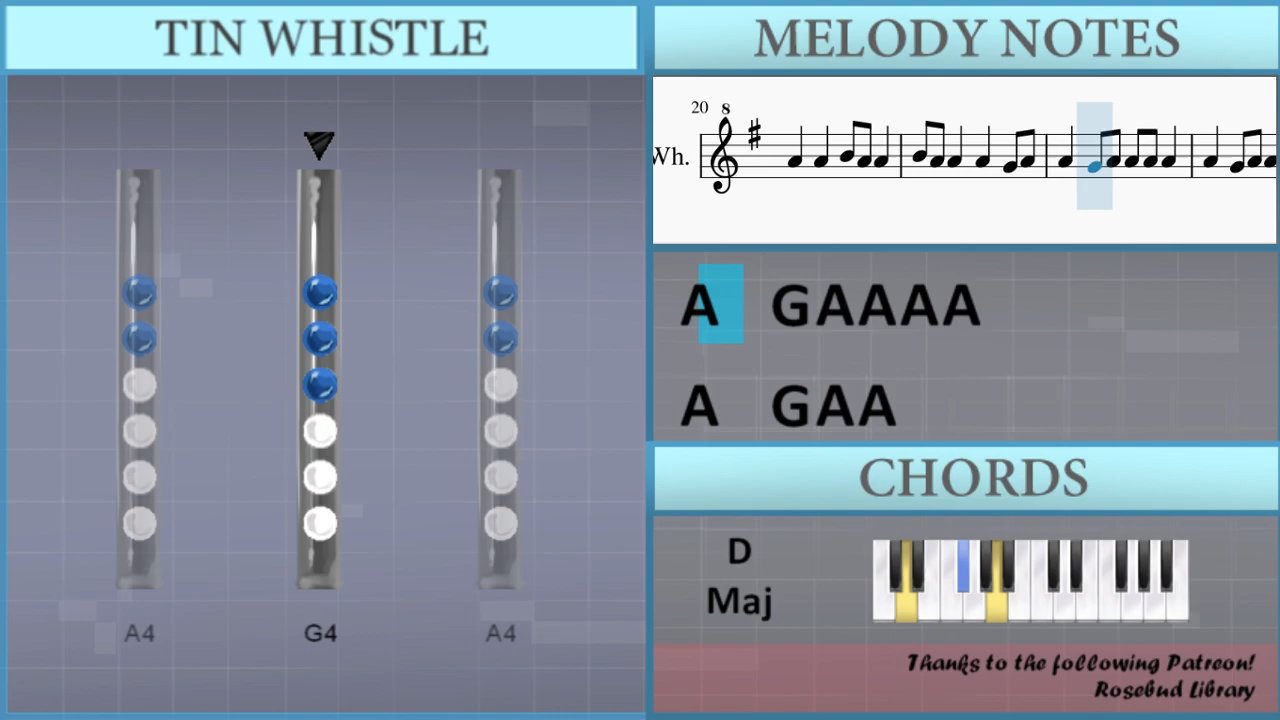 TIN WHISTLE
A4
G4
A4
MELODY NOTES
20 8
Wh.
A GAAAA
A GAA
CHORDS
D
Maj
Thanks to the following Patreon!
Rosebud Library